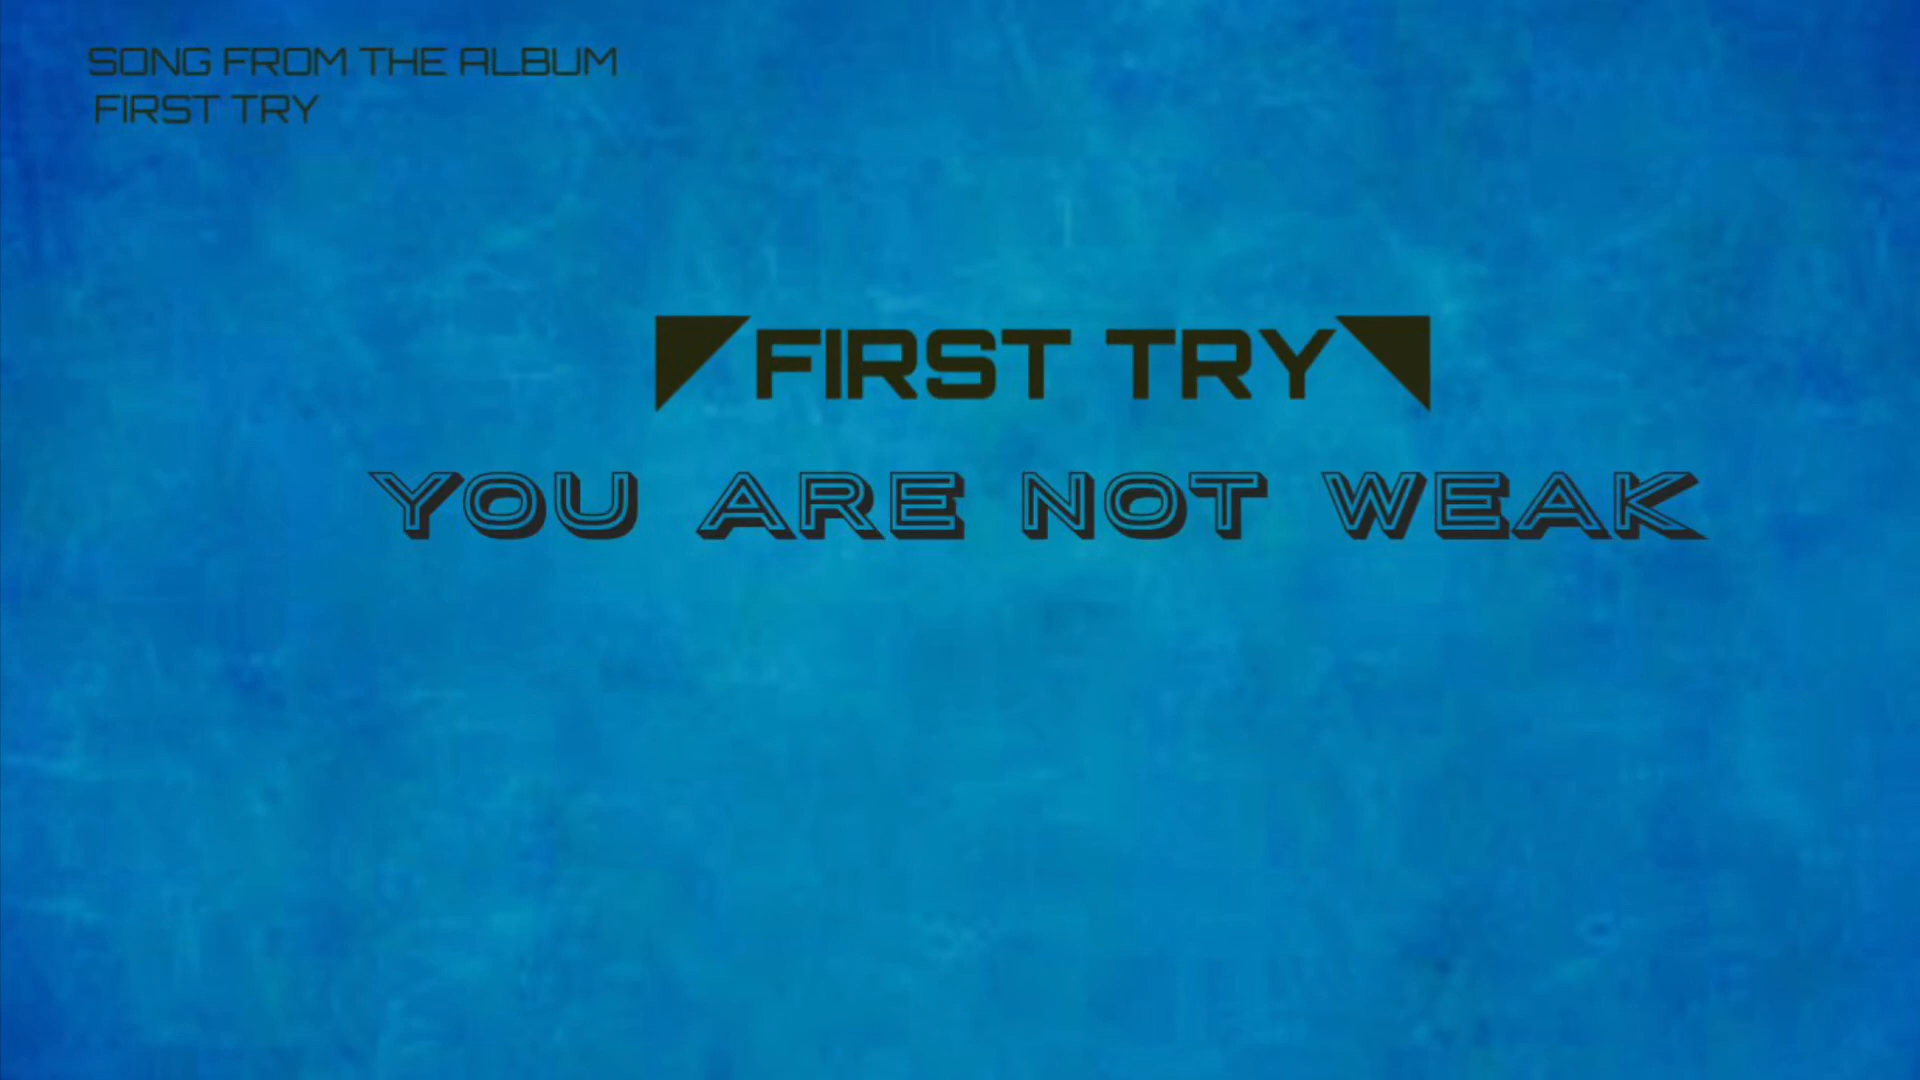 SONG FROM THE ALBUM
FIRST TRY
◤FIRST TRY◥
YOU ARE NOT WEAK